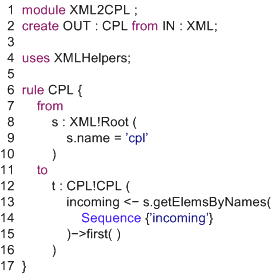 1 module XML2CPL ;
2 create OUT : CPL from IN : XML;
3
4 uses XMLHelpers;
5
6 rule CPL {
7 from
8 s : XML!Root (
9 s.name = 'cpl'
10 )
11 to
12 t : CPL!CPL (
13 incoming <− s.getElemsByNames(
14 Sequence {'incoming'}
15 )−>first( )
16 )
17 }